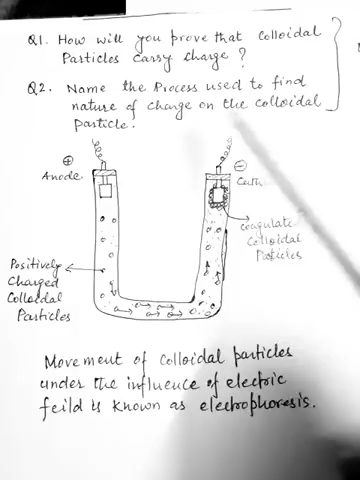 Q1. How will you prove that colloidal
Particles carry charge?
Q2. Name the Process used to find
nature of charge on the colloidal
particle.
+
Anode
−
Cath
coagulate
Colloidal
Particles
Positively
Charged
Colloidal
Particles
Movement of colloidal particles
under the influence of electric
feild is known as electrophoresis.